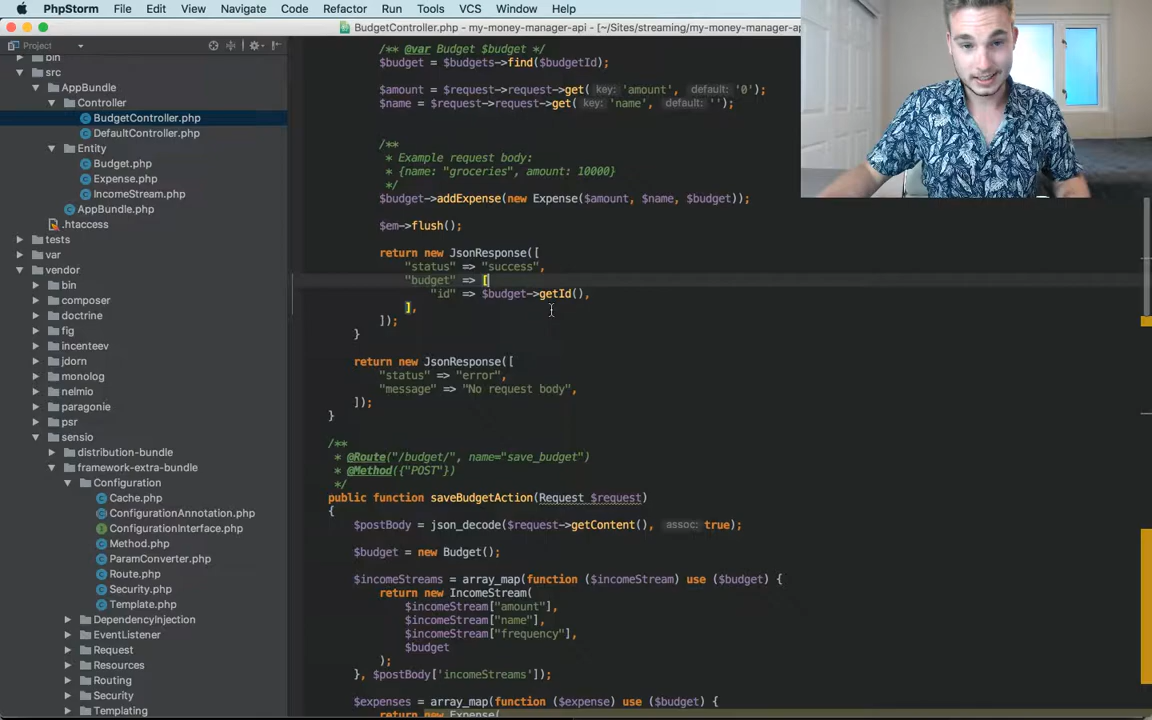 PhpStorm File Edit View Navigate Code Refactor Run Tools VCS Window Help
BudgetController.php - my-money-manager-api - [~/Sites/streaming/my-money-manager-ap
Project
bin
src
AppBundle
Controller
BudgetController.php
DefaultController.php
Entity
Budget.php
Expense.php
IncomeStream.php
AppBundle.php
.htaccess
tests
var
vendor
bin
composer
doctrine
fig
incenteev
jdorn
monolog
nelmio
paragonie
psr
sensio
distribution-bundle
framework-extra-bundle
Configuration
Cache.php
ConfigurationAnnotation.php
ConfigurationInterface.php
Method.php
ParamConverter.php
Route.php
Security.php
Template.php
DependencyInjection
EventListener
Request
Resources
Routing
Security
Templating
/** @var Budget $budget */
$budget = $budgets->find($budgetId);
$amount = $request->request->get( key: 'amount', default: '0');
$name = $request->request->get( key: 'name', default: '');
/**
* Example request body:
* {name: "groceries", amount: 10000}
*/
$budget->addExpense(new Expense($amount, $name, $budget));
$em->flush();
return new JsonResponse([
"status" => "success",
"budget" => [
"id" => $budget->getId(),
],
]);
}
return new JsonResponse([
"status" => "error",
"message" => "No request body",
]);
}
/**
* @Route("/budget/", name="save_budget")
* @Method({"POST"})
*/
public function saveBudgetAction(Request $request)
{
$postBody = json_decode($request->getContent(), assoc: true);
$budget = new Budget();
$incomeStreams = array_map(function ($incomeStream) use ($budget) {
return new IncomeStream(
$incomeStream["amount"],
$incomeStream["name"],
$incomeStream["frequency"],
$budget
);
}, $postBody['incomeStreams']);
$expenses = array_map(function ($expense) use ($budget) {
return new Expense(